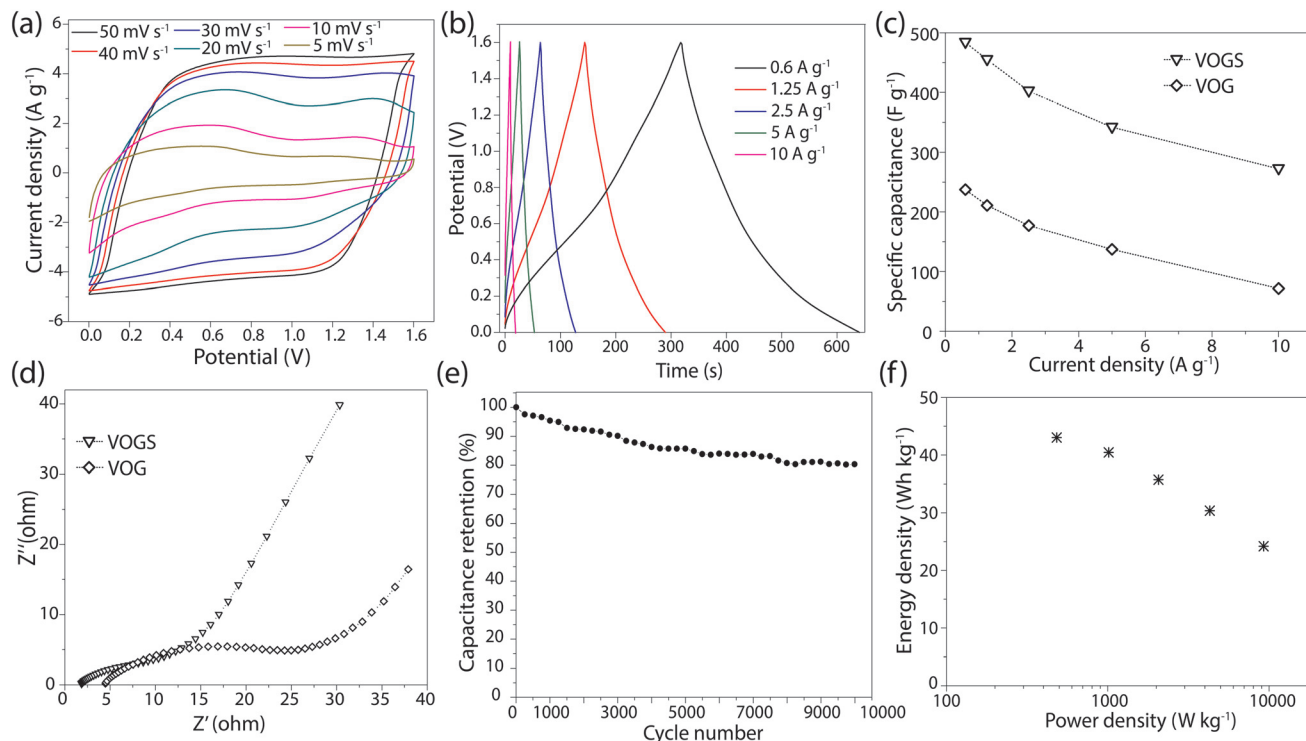 (a)
50 mV s⁻¹ 30 mV s⁻¹ 10 mV s⁻¹
40 mV s⁻¹ 20 mV s⁻¹ 5 mV s⁻¹
Current density (A g⁻¹)
6
4
2
0
-2
-4
-6
0.0 0.2 0.4 0.6 0.8 1.0 1.2 1.4 1.6
Potential (V)
(b)
0.6 A g⁻¹
1.25 A g⁻¹
2.5 A g⁻¹
5 A g⁻¹
10 A g⁻¹
Potential (V)
1.6
1.4
1.2
1.0
0.8
0.6
0.4
0.2
0.0
0 100 200 300 400 500 600
Time (s)
(c)
VOGS
VOG
Specific capacitance (F g⁻¹)
500
400
300
200
100
0
0 2 4 6 8 10
Current density (A g⁻¹)
(d)
VOGS
VOG
Z''(ohm)
40
30
20
10
0
0 5 10 15 20 25 30 35 40
Z' (ohm)
(e)
Capacitance retention (%)
100
90
80
70
60
50
40
30
20
10
0
0 1000 3000 4000 6000 7000 9000 10000
Cycle number
(f)
Energy density (Wh kg⁻¹)
50
40
30
20
10
0
100 1000 10000
Power density (W kg⁻¹)